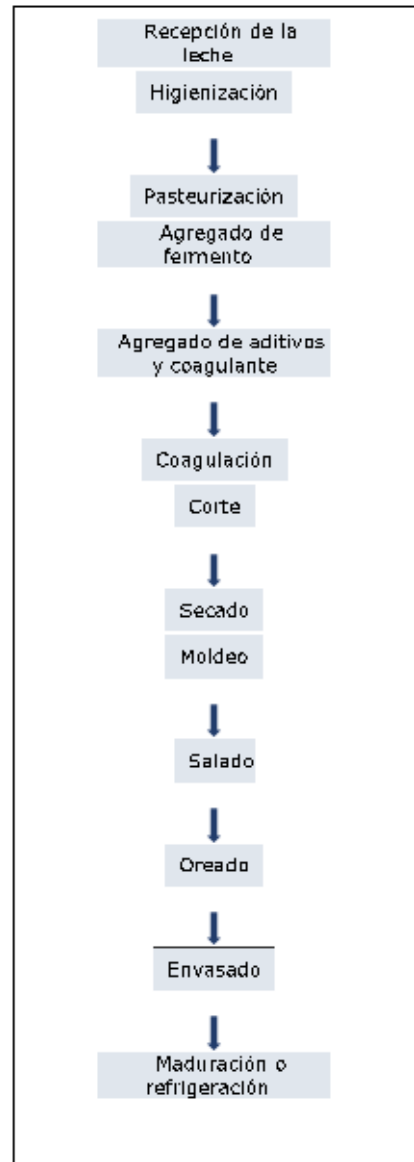 Recepción de la
leche
Higienización
Pasteurización
Agregado de
fermento
Agregado de aditivos
y coagulante
Coagulación
Corte
Secado
Moldeo
Salado
Oreado
Envasado
Maduración o
refrigeración